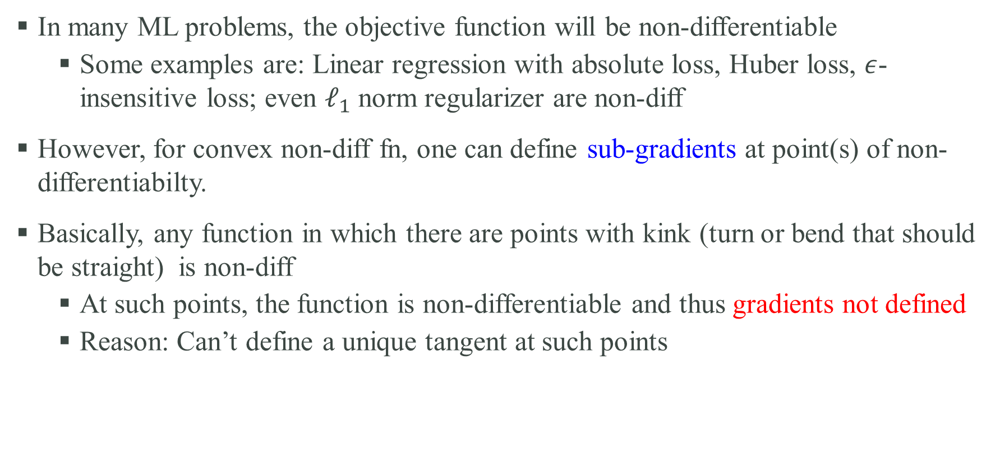 ▪ In many ML problems, the objective function will be non-differentiable
▪ Some examples are: Linear regression with absolute loss, Huber loss, ϵ-
insensitive loss; even ℓ₁ norm regularizer are non-diff
▪ However, for convex non-diff fn, one can define sub-gradients at point(s) of non-
differentiabilty.
▪ Basically, any function in which there are points with kink (turn or bend that should
be straight)  is non-diff
▪ At such points, the function is non-differentiable and thus gradients not defined
▪ Reason: Can’t define a unique tangent at such points